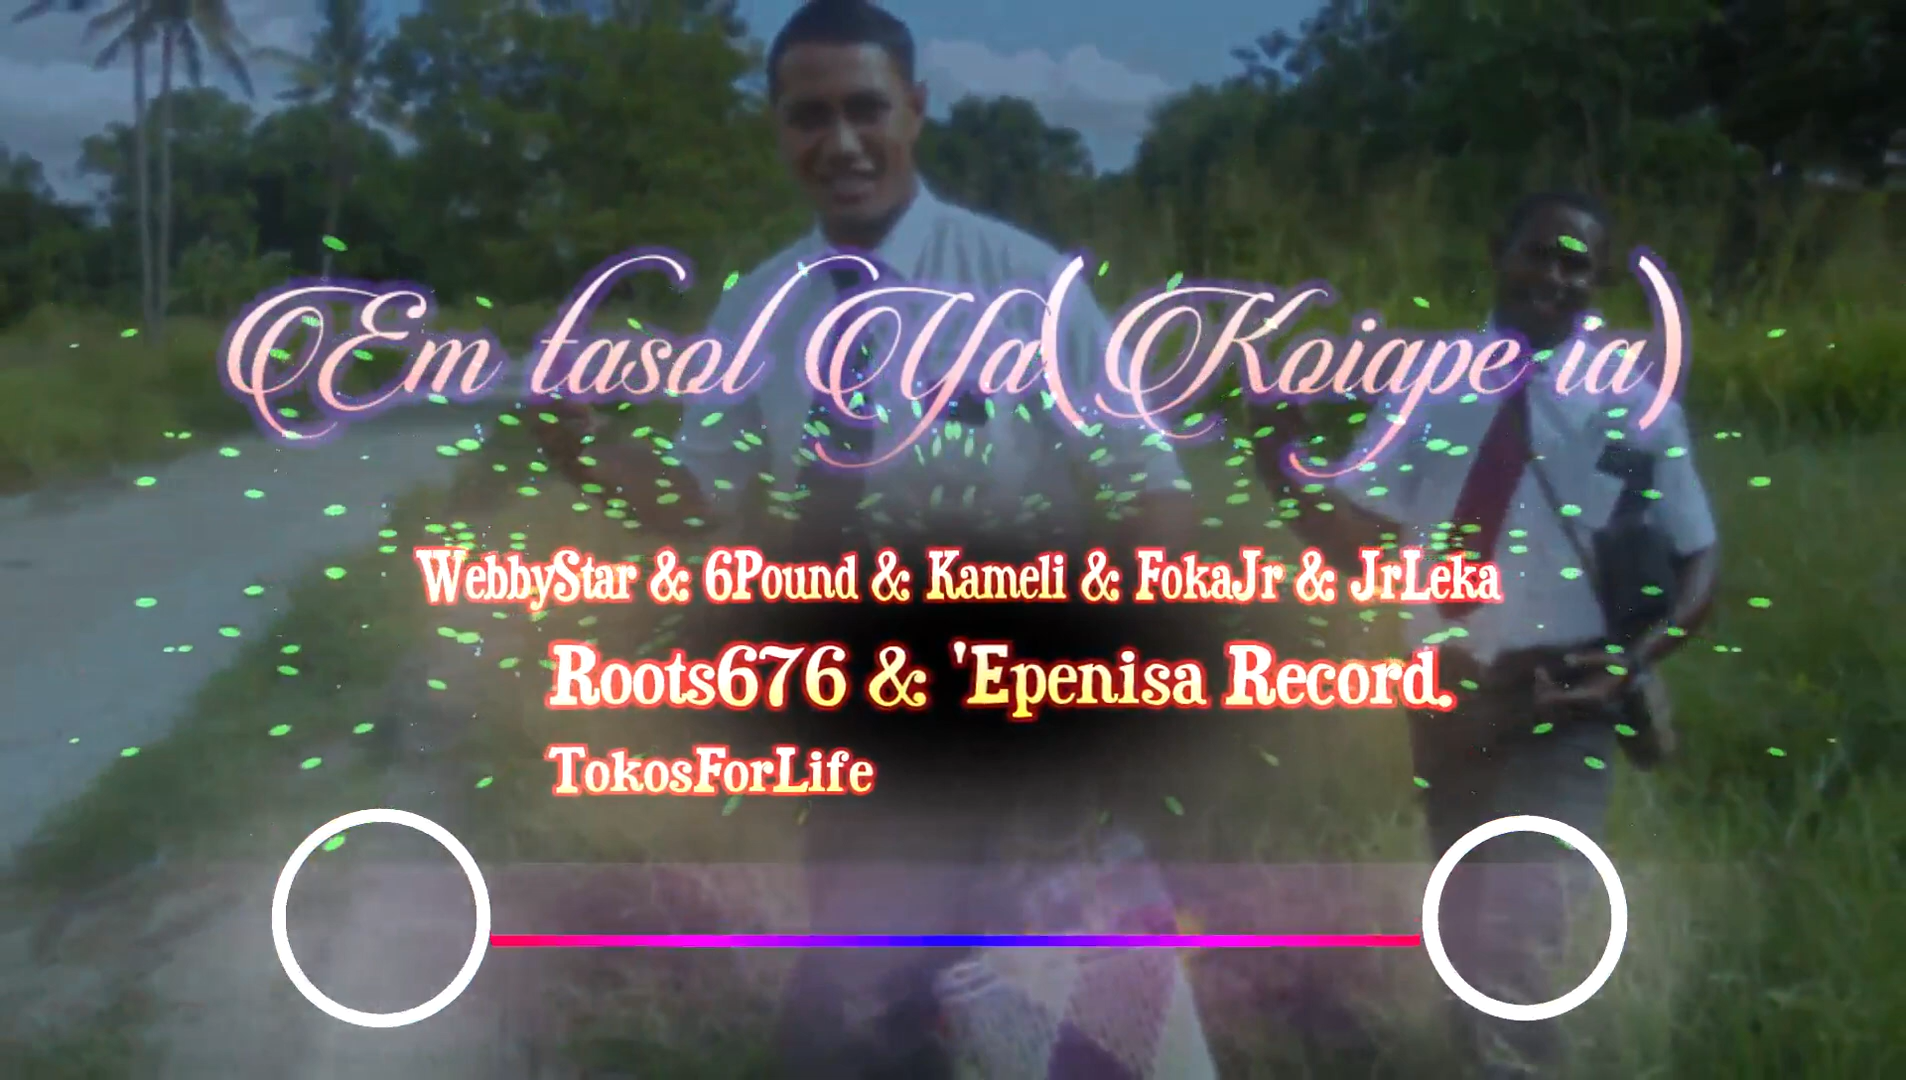 Em tasol Ya(Koiape ia)
WebbyStar & 6Pound & Kameli & FokaJr & JrLeka
Roots676 & 'Epenisa Record.
TokosForLife